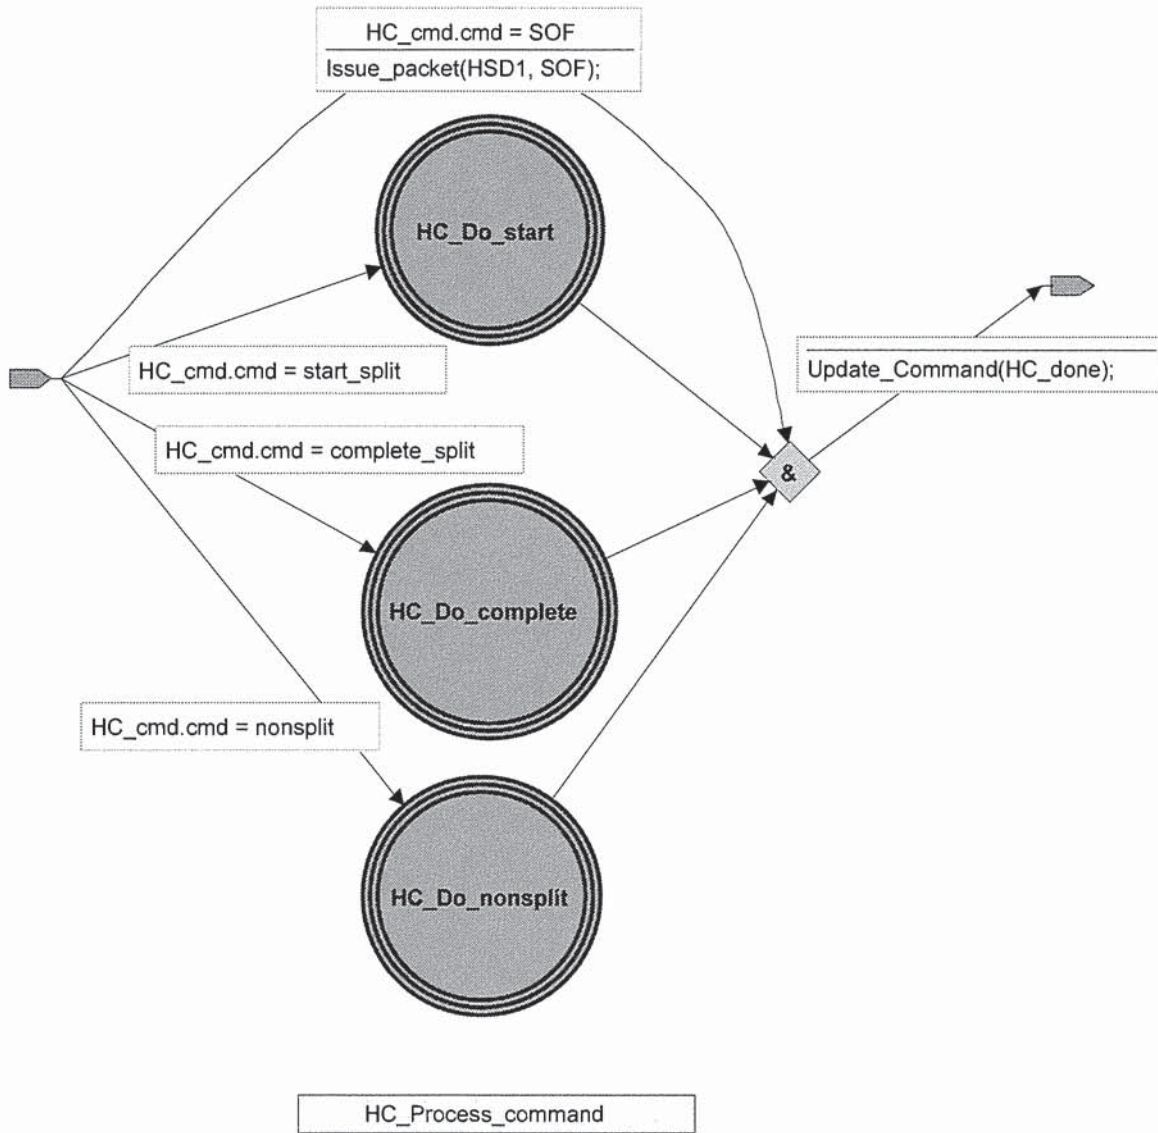 HC_cmd.cmd = SOF
Issue_packet(HSD1, SOF);
HC_Do_start
HC_cmd.cmd = start_split
Update_Command(HC_done);
HC_cmd.cmd = complete_split
&
HC_Do_complete
HC_cmd.cmd = nonsplit
HC_Do_nonsplit
HC_Process_command